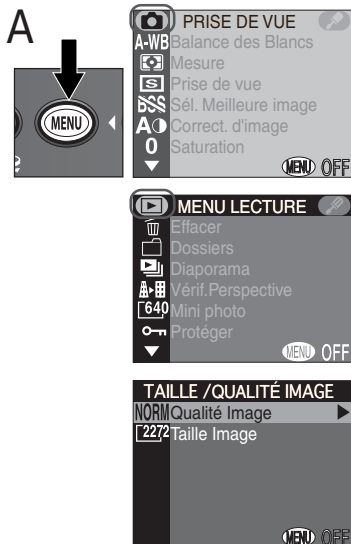 A
MENU
PRISE DE VUE
A-WB Balance des Blancs
Mesure
S Prise de vue
BSS Sél. Meilleure image
A Correct. d'image
0 Saturation
MENU OFF
MENU LECTURE
Effacer
Dossiers
Diaporama
Vérif.Perspective
640 Mini photo
Protéger
MENU OFF
TAILLE /QUALITÉ IMAGE
NORM Qualité Image
2272 Taille Image
MENU OFF